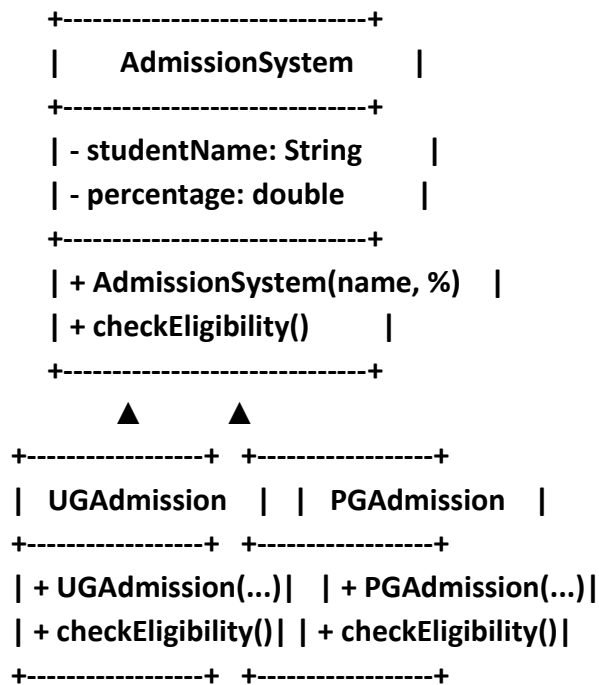 +-------------------------------+
| AdmissionSystem |
+-------------------------------+
| - studentName: String |
| - percentage: double |
+-------------------------------+
| + AdmissionSystem(name, %) |
| + checkEligibility() |
+-------------------------------+
▲ ▲
+------------------+ +------------------+
| UGAdmission | | PGAdmission |
+------------------+ +------------------+
| + UGAdmission(...)| | + PGAdmission(...)|
| + checkEligibility()| | + checkEligibility()|
+------------------+ +------------------+